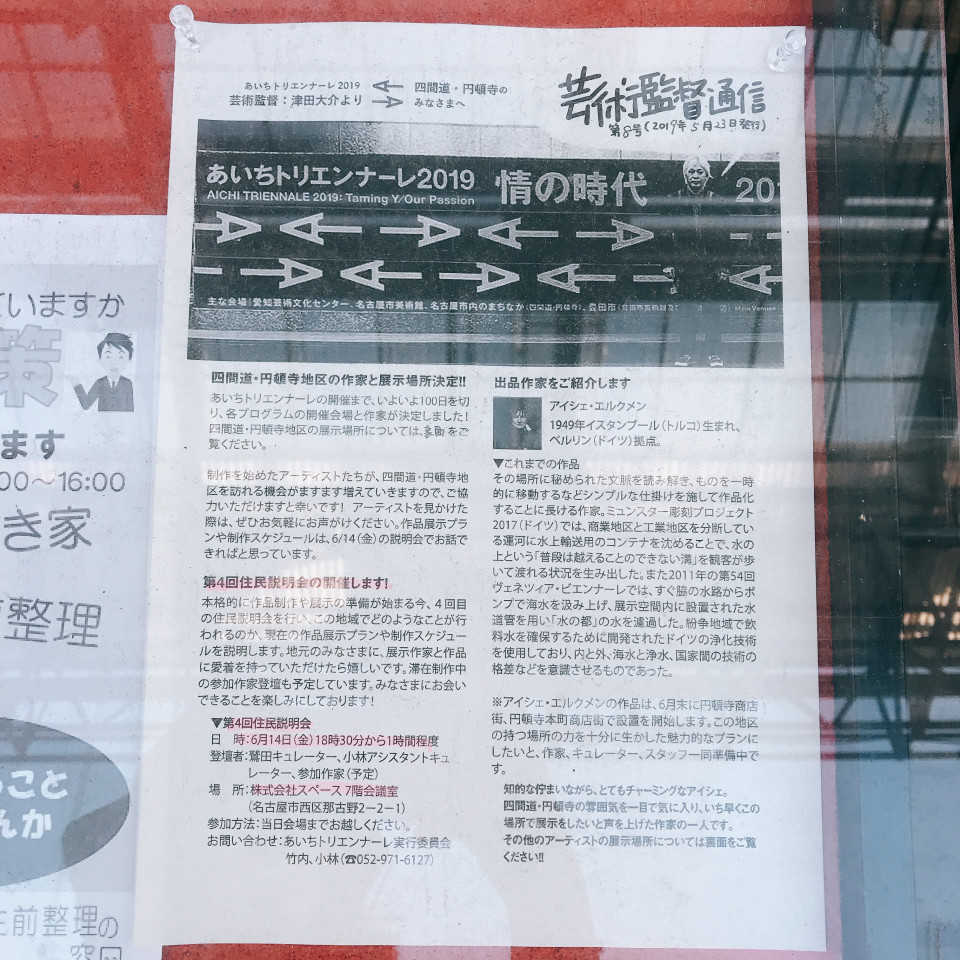 あいちトリエンナーレ 2019
芸術監督：津田大介より
四間道・円頓寺の
みなさまへ
芸術監督通信
第8号(2019年5月23日発行)
あいちトリエンナーレ2019 情の時代 201
AICHI TRIENNALE 2019: Taming Y/Our Passion
主な会場|愛知芸術文化センター、名古屋市美術館、名古屋市内のまちなか(四間道・円頓寺)、豊田市
四間道・円頓寺地区の作家と展示場所決定!!
あいちトリエンナーレの開催まで、いよいよ100日を切
り、各プログラムの開催会場と作家が決定しました！
四間道・円頓寺地区の展示場所については、裏面をご
覧ください。
制作を始めたアーティストたちが、四間道・円頓寺地
区を訪れる機会がますます増えていきますので、ご協
力いただけますと幸いです！ アーティストを見かけた
際は、ぜひお気軽にお声がけください。作品展示プラ
ンや制作スケジュールは、6/14(金)の説明会でお話で
きればと思っています。
第4回住民説明会の開催します!
本格的に作品制作や展示の準備が始まる今、４回目
の住民説明会を行い、この地域でどのようなことが行
われるのか、現在の作品展示プランや制作スケジュー
ルを説明します。地元のみなさまに、展示作家と作品
に愛着を持っていただけたら嬉しいです。滞在制作中
の参加作家登壇も予定しています。みなさまにお会い
できることを楽しみにしております！
▼第4回住民説明会
日　時：6月14日(金)18時30分から1時間程度
登壇者：鷲田キュレーター、小林アシスタントキュ
レーター、参加作家(予定)
場　所：株式会社スペース 7階会議室
(名古屋市西区那古野2－2－1)
参加方法：当日会場までお越しください。
お問い合わせ：あいちトリエンナーレ実行委員会
竹内、小林(☎052-971-6127)
出品作家をご紹介します
アイシェ・エルクメン
1949年イスタンブール(トルコ)生まれ、
ベルリン(ドイツ)拠点。
▼これまでの作品
その場所に秘められた文脈を読み解き、ものを一時
的に移動するなどシンプルな仕掛けを施して作品化
することに長ける作家。ミュンスター彫刻プロジェクト
2017(ドイツ)では、商業地区と工業地区を分断してい
る運河に水上輸送用のコンテナを沈めることで、水の
上という「普段は越えることのできない溝」を観客が歩
いて渡れる状況を生み出した。また2011年の第54回
ヴェネツィア・ビエンナーレでは、すぐ脇の水路からポ
ンプで海水を汲み上げ、展示空間内に設置された水
道管を用い「水の都」の水を濾過した。紛争地域で飲
料水を確保するために開発されたドイツの浄化技術
を使用しており、内と外、海水と浄水、国家間の技術の
格差などを意識させるものであった。
※アイシェ・エルクメンの作品は、6月末に円頓寺商店
街、円頓寺本町商店街で設置を開始します。この地区
の持つ場所の力を十分に生かした魅力的なプランに
したいと、作家、キュレーター、スタッフ一同準備中で
す。
知的な佇まいながら、とてもチャーミングなアイシェ。
四間道・円頓寺の雰囲気を一目で気に入り、いち早くこの
場所で展示をしたいと声を上げた作家の一人です。
その他のアーティストの展示場所については裏面をご覧
ください!!
ていますか
策
ます
00～16:00
き家
前整理
こと
んか
生前整理の
窓口